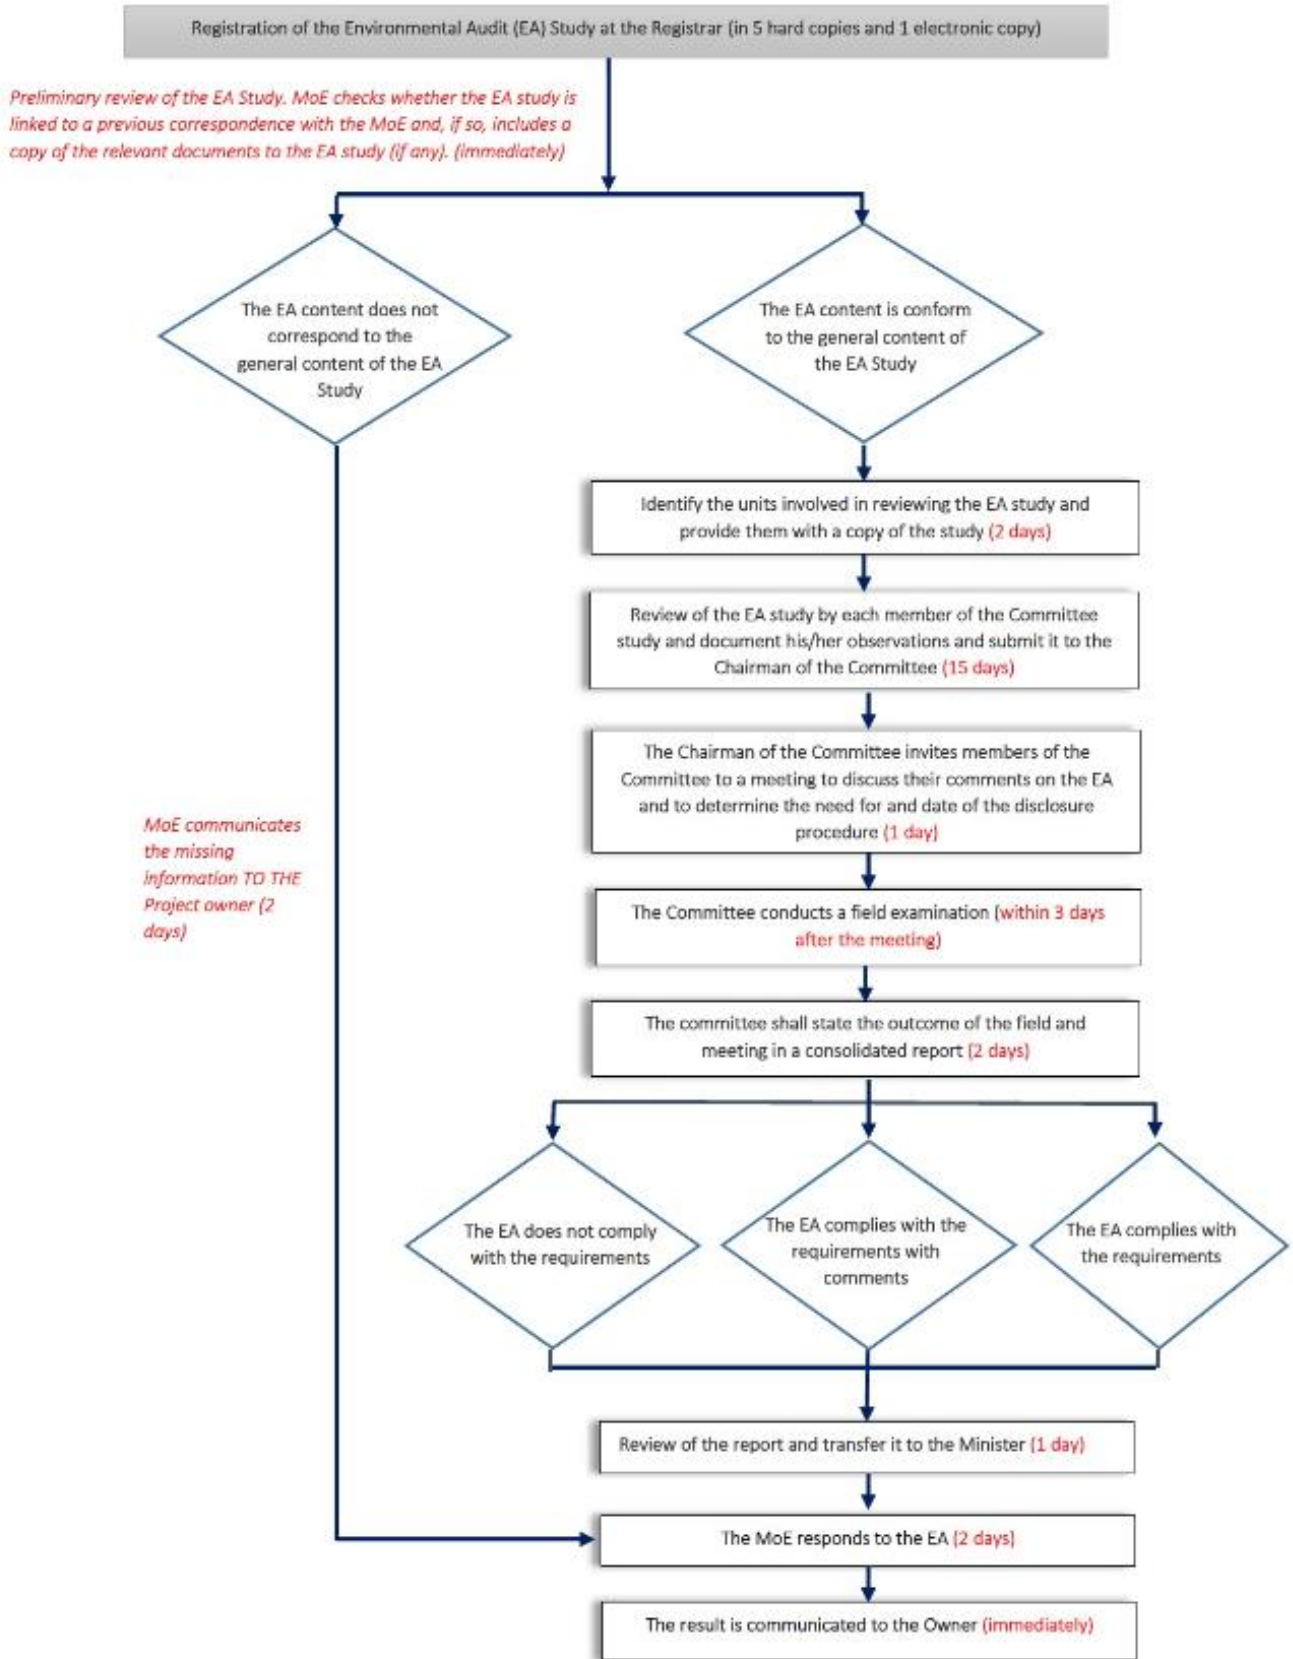 Registration of the Environmental Audit (EA) Study at the Registrar (in 5 hard copies and 1 electronic copy)
Preliminary review of the EA Study. MoE checks whether the EA study is
linked to a previous correspondence with the MoE and, if so, includes a
copy of the relevant documents to the EA study (if any). (immediately)
The EA content does not
correspond to the
general content of the EA
Study
The EA content is conform
to the general content of
the EA Study
Identify the units involved in reviewing the EA study and
provide them with a copy of the study (2 days)
Review of the EA study by each member of the Committee
study and document his/her observations and submit it to the
Chairman of the Committee (15 days)
The Chairman of the Committee invites members of the
Committee to a meeting to discuss their comments on the EA
and to determine the need for and date of the disclosure
procedure (1 day)
MoE communicates
the missing
information TO THE
Project owner (2
days)
The Committee conducts a field examination (within 3 days
after the meeting)
The committee shall state the outcome of the field and
meeting in a consolidated report (2 days)
The EA does not comply
with the requirements
The EA complies with the
requirements with
comments
The EA complies with
the requirements
Review of the report and transfer it to the Minister (1 day)
The MoE responds to the EA (2 days)
The result is communicated to the Owner (immediately)